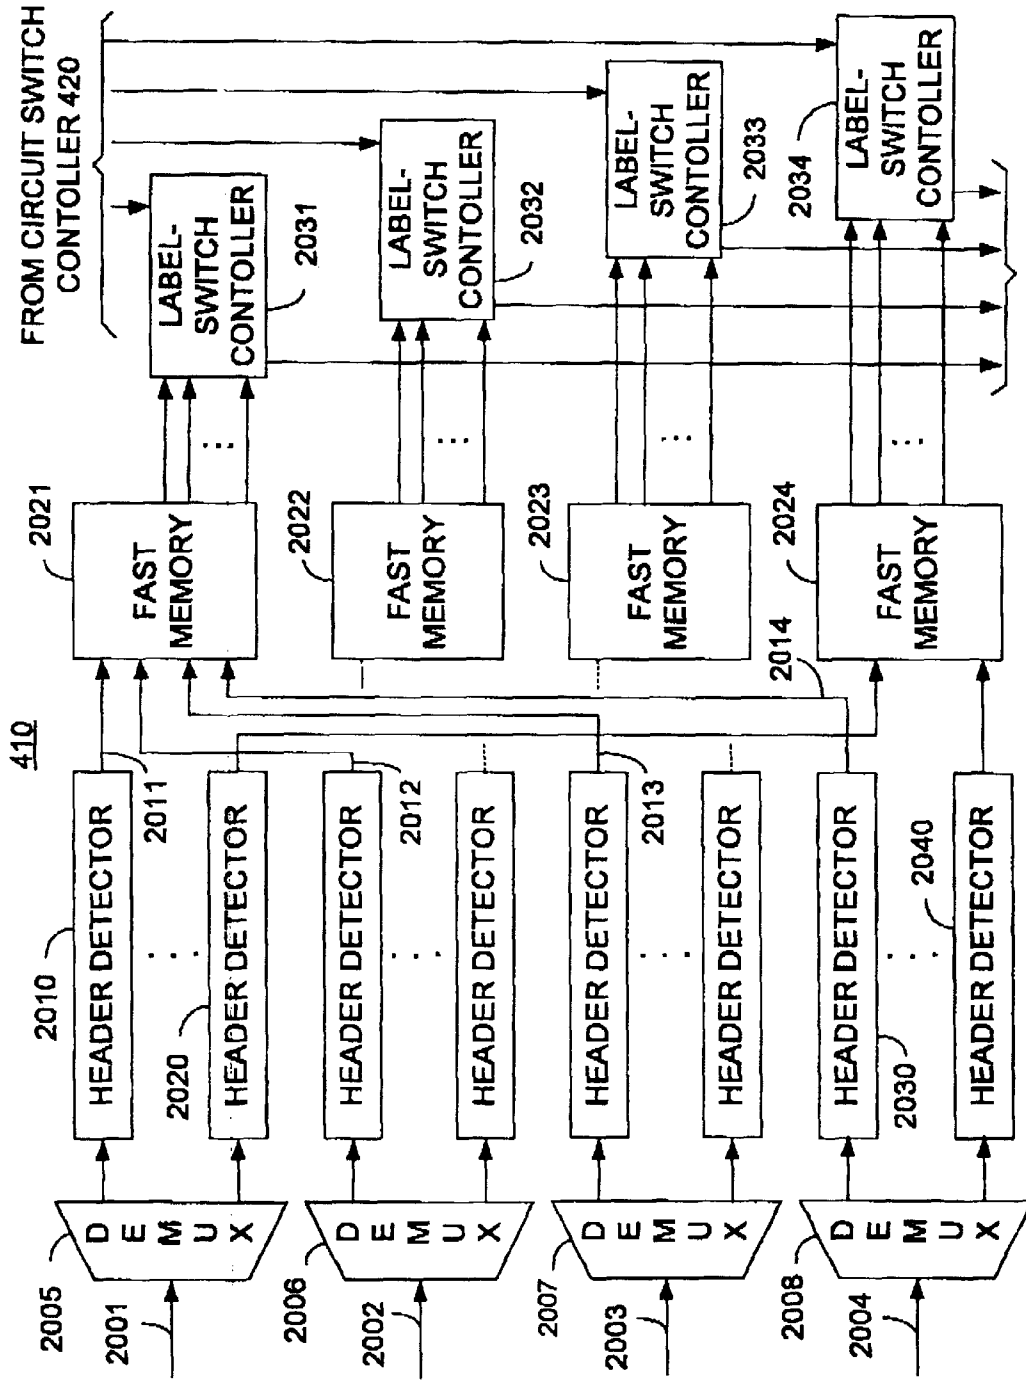 410
FROM CIRCUIT SWITCH
CONTOLLER 420
2005
2001
DEMUX
2010
HEADER DETECTOR
2011
2020
HEADER DETECTOR
2021
FAST
MEMORY
LABEL-
SWITCH
CONTOLLER
2031
2006
2002
DEMUX
HEADER DETECTOR
2012
HEADER DETECTOR
2022
FAST
MEMORY
LABEL-
SWITCH
CONTOLLER
2032
2007
2003
DEMUX
HEADER DETECTOR
2013
HEADER DETECTOR
2023
FAST
MEMORY
LABEL-
SWITCH
CONTOLLER
2033
2008
2004
DEMUX
HEADER DETECTOR
2030
2014
2040
HEADER DETECTOR
2024
FAST
MEMORY
2034
LABEL-
SWITCH
CONTOLLER